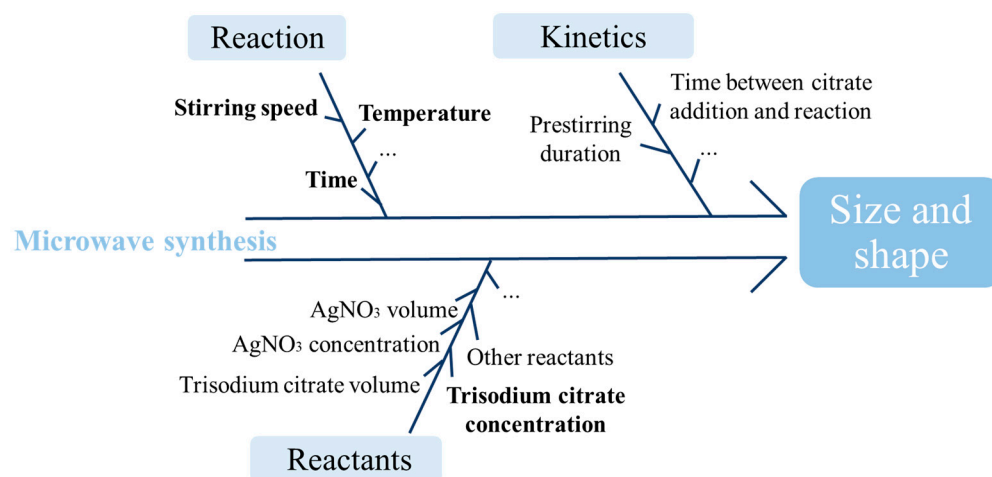 Reaction
Kinetics
Stirring speed
Temperature
...
Time
Time between citrate
addition and reaction
Prestirring
duration
...
Microwave synthesis
Size and
shape
...
AgNO₃ volume
AgNO₃ concentration
Other reactants
Trisodium citrate volume
Trisodium citrate
concentration
Reactants